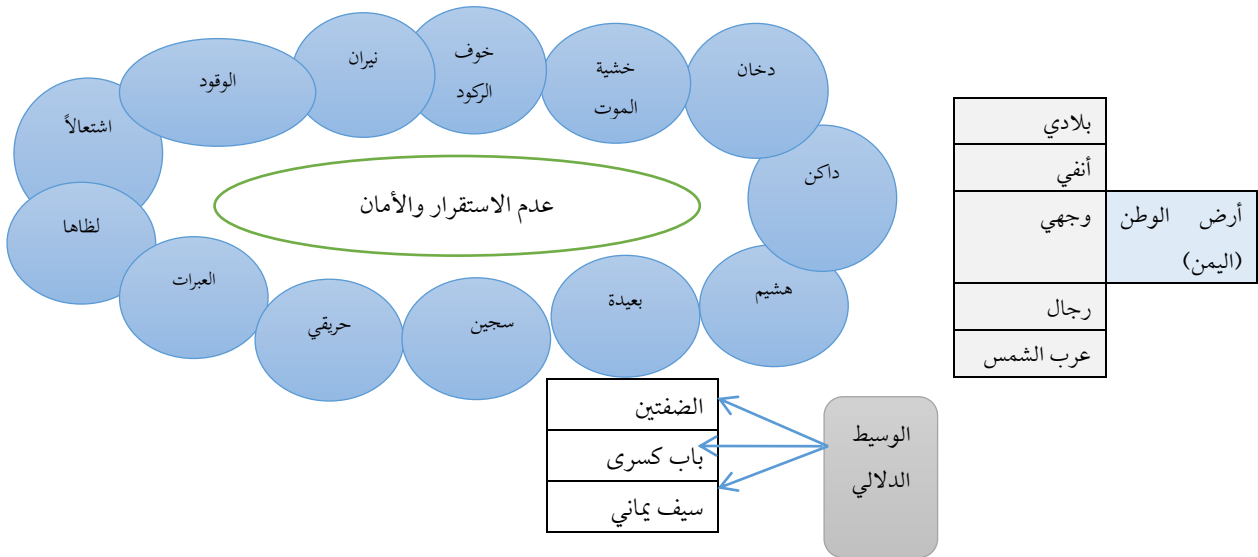 دخان
خشية
الموت
خوف
الركود
نيران
الوقود
اشتعالاً
لظاها
العبرات
حريقي
سجين
بعيدة
هشيم
داكن
عدم الاستقرار والأمان
بلادي
أنفي
وجهي
أرض الوطن
(اليمن)
رجال
عرب الشمس
الضفتين
باب كسرى
سيف يماني
الوسيط
الدلالي